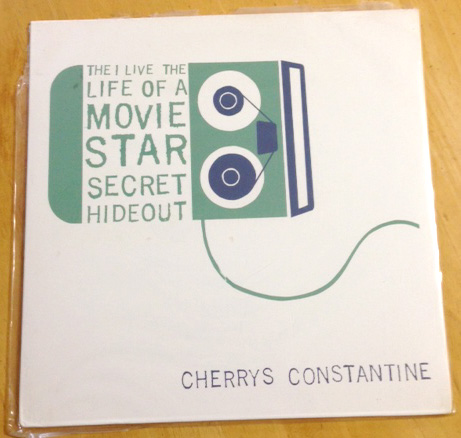 THE I LIVE THE
LIFE OF A
MOVIE
STAR
SECRET
HIDEOUT
CHERRYS CONSTANTINE